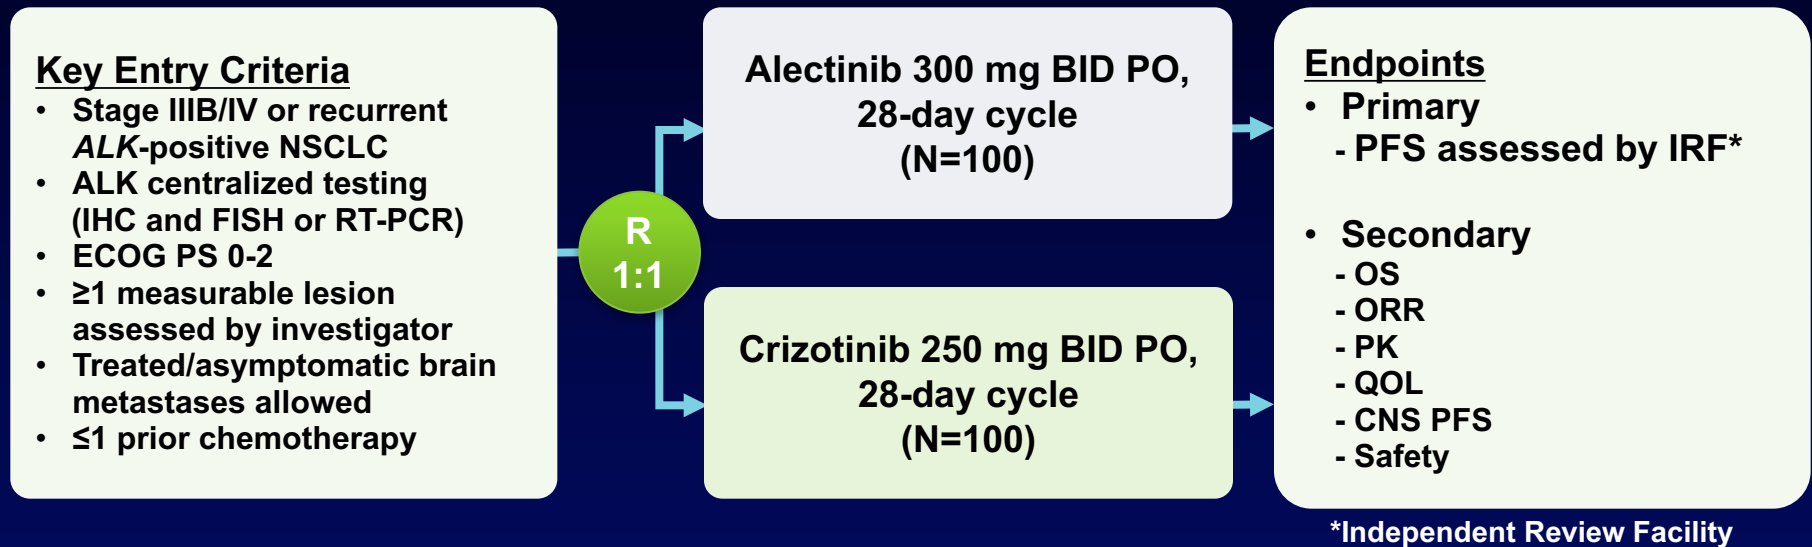 Key Entry Criteria
• Stage IIIB/IV or recurrent
ALK-positive NSCLC
• ALK centralized testing
(IHC and FISH or RT-PCR)
• ECOG PS 0-2
• ≥1 measurable lesion
assessed by investigator
• Treated/asymptomatic brain
metastases allowed
• ≤1 prior chemotherapy
R
1:1
Alectinib 300 mg BID PO,
28-day cycle
(N=100)
Crizotinib 250 mg BID PO,
28-day cycle
(N=100)
Endpoints
• Primary
- PFS assessed by IRF*
• Secondary
- OS
- ORR
- PK
- QOL
- CNS PFS
- Safety
*Independent Review Facility